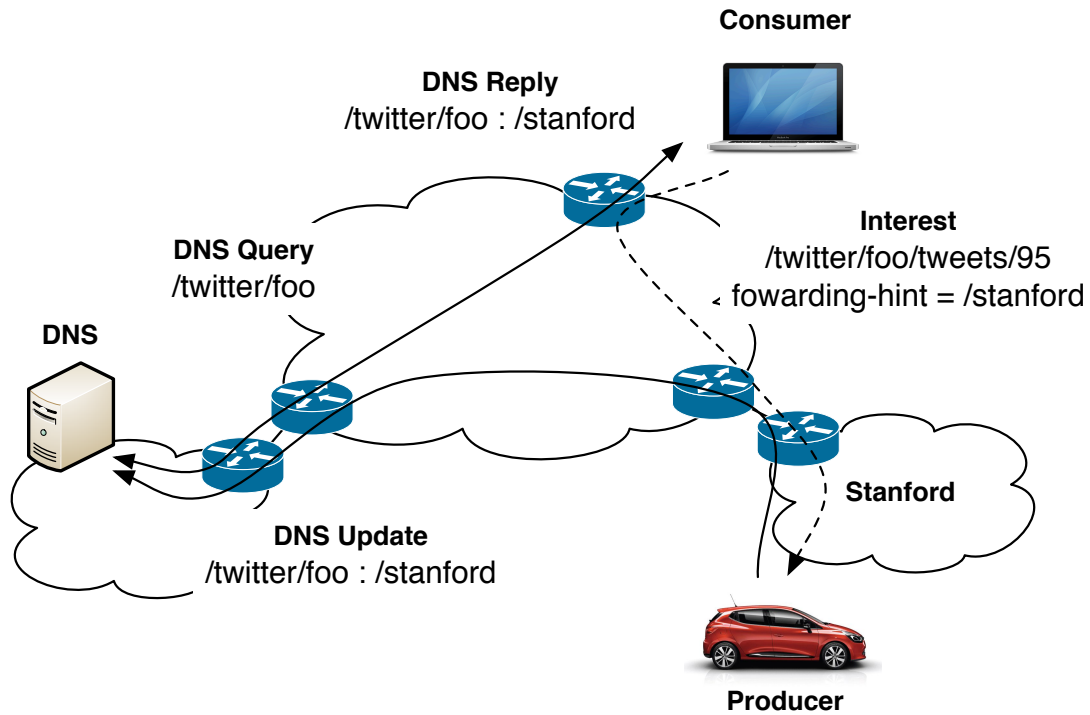 Consumer
DNS Reply
/twitter/foo : /stanford
DNS Query
/twitter/foo
Interest
/twitter/foo/tweets/95
fowarding-hint = /stanford
DNS
Stanford
DNS Update
/twitter/foo : /stanford
Producer